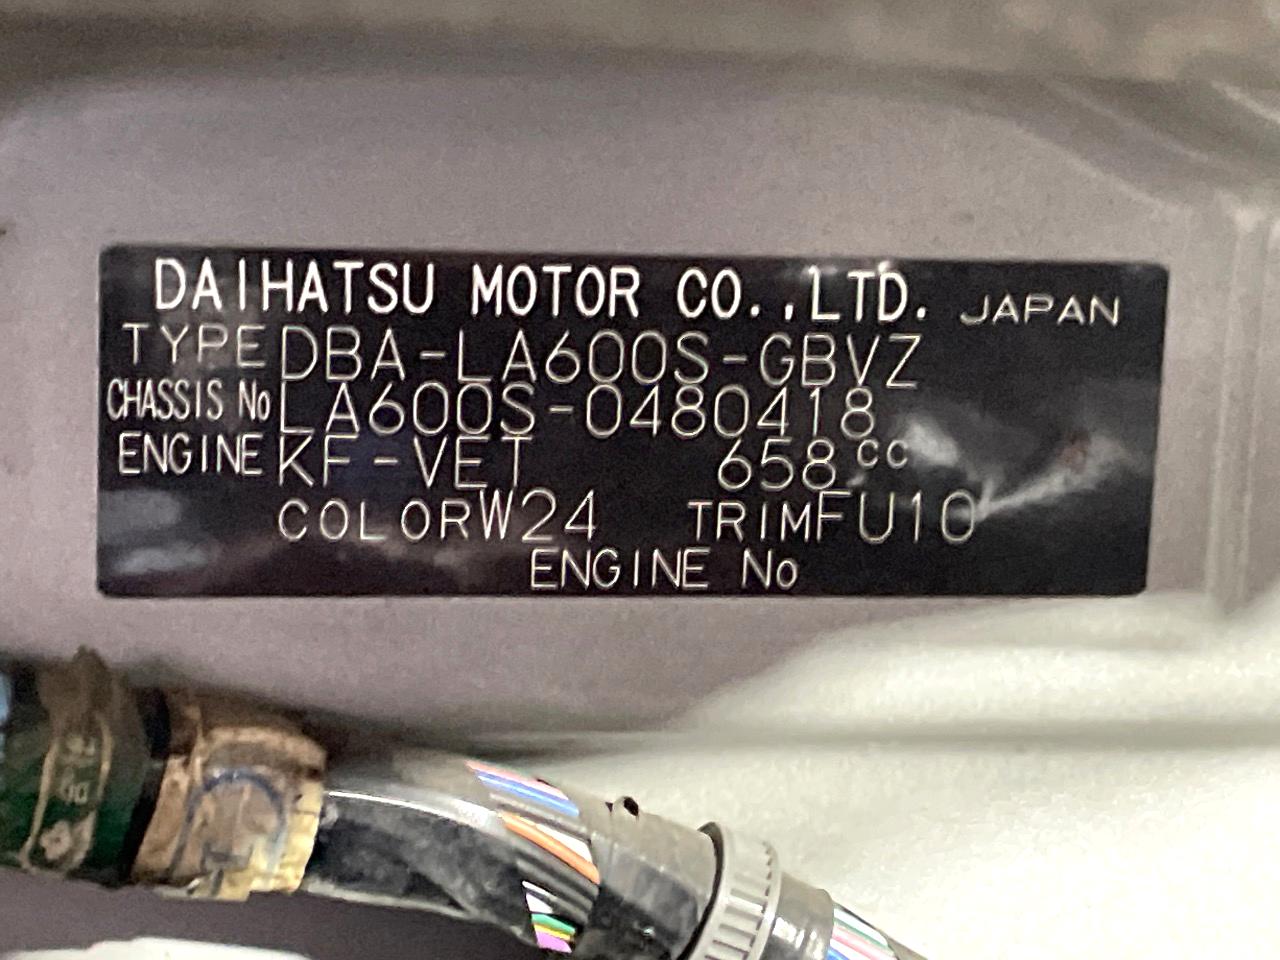 DAIHATSU MOTOR CO.,LTD. JAPAN
TYPE DBA-LA600S-GBVZ
CHASSIS No LA600S-0480418
ENGINE KF-VET 658cc
COLOR W24 TRIM FU10
ENGINE No